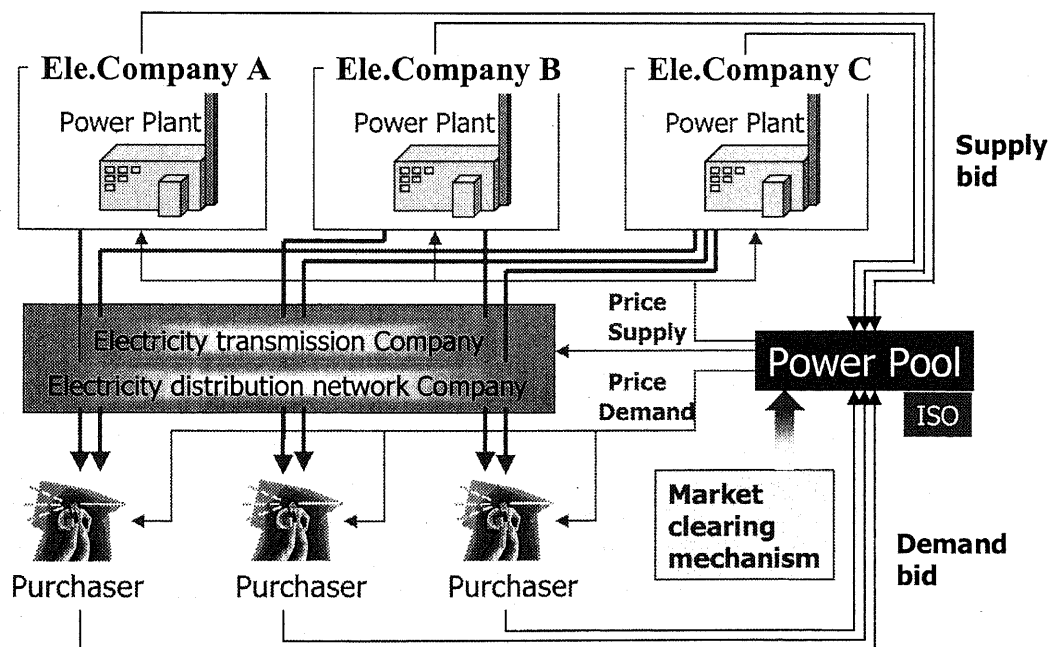 Ele.Company A
Ele.Company B
Ele.Company C
Power Plant
Power Plant
Power Plant
Supply
bid
Price
Supply
Electricity transmission Company
Electricity distribution network Company
Price
Demand
Power Pool
ISO
Market
clearing
mechanism
Demand
bid
Purchaser
Purchaser
Purchaser